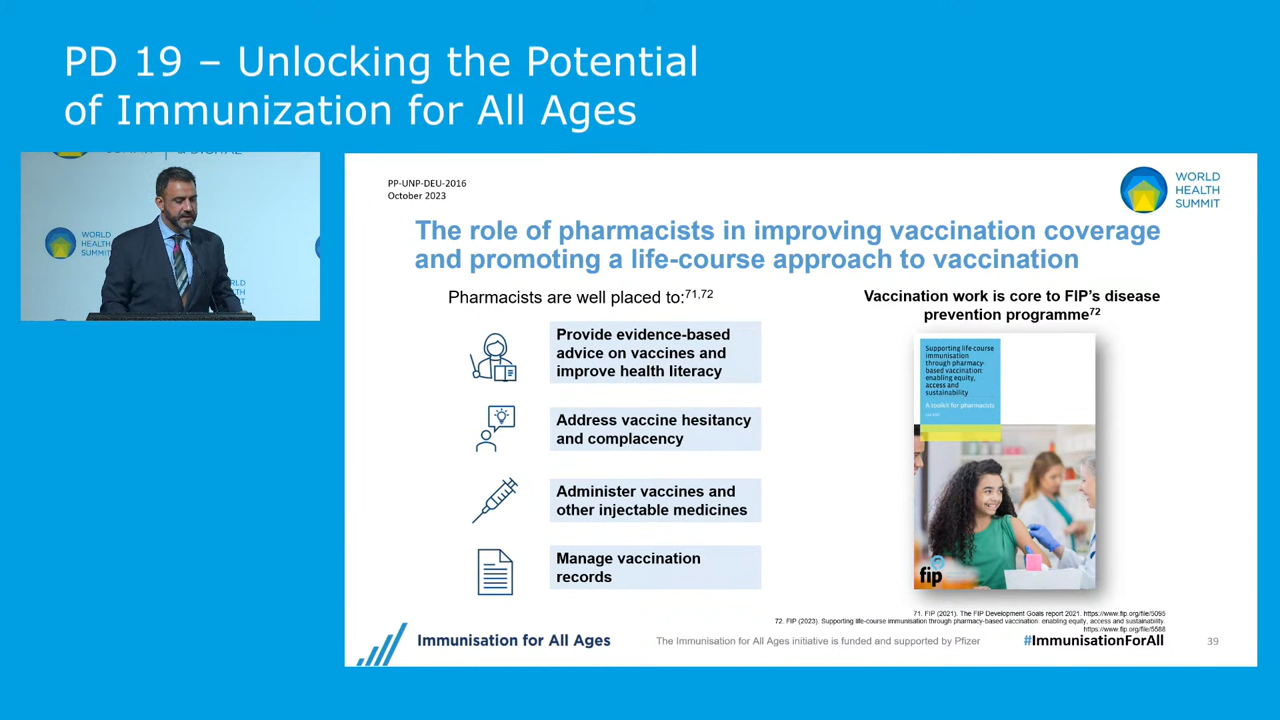 PD 19 – Unlocking the Potential
of Immunization for All Ages
WORLD
HEALTH
SUMMIT
PP-UNP-DEU-2016
October 2023
WORLD
HEALTH
SUMMIT
The role of pharmacists in improving vaccination coverage
and promoting a life-course approach to vaccination
Pharmacists are well placed to:71,72
Provide evidence-based
advice on vaccines and
improve health literacy
Address vaccine hesitancy
and complacency
Administer vaccines and
other injectable medicines
Manage vaccination
records
Vaccination work is core to FIP's disease
prevention programme72
Supporting life-course
immunisation
through pharmacy-
based vaccination:
enabling equity,
access and
sustainability
A toolkit for pharmacists
fip
71. FIP (2021). The FIP Development Goals report 2021. https://www.fip.org/file/5095
72. FIP (2023). Supporting life-course immunisation through pharmacy-based vaccination: enabling equity, access and sustainability.
https://www.fip.org/file/5588
Immunisation for All Ages
The Immunisation for All Ages initiative is funded and supported by Pfizer
#ImmunisationForAll
39